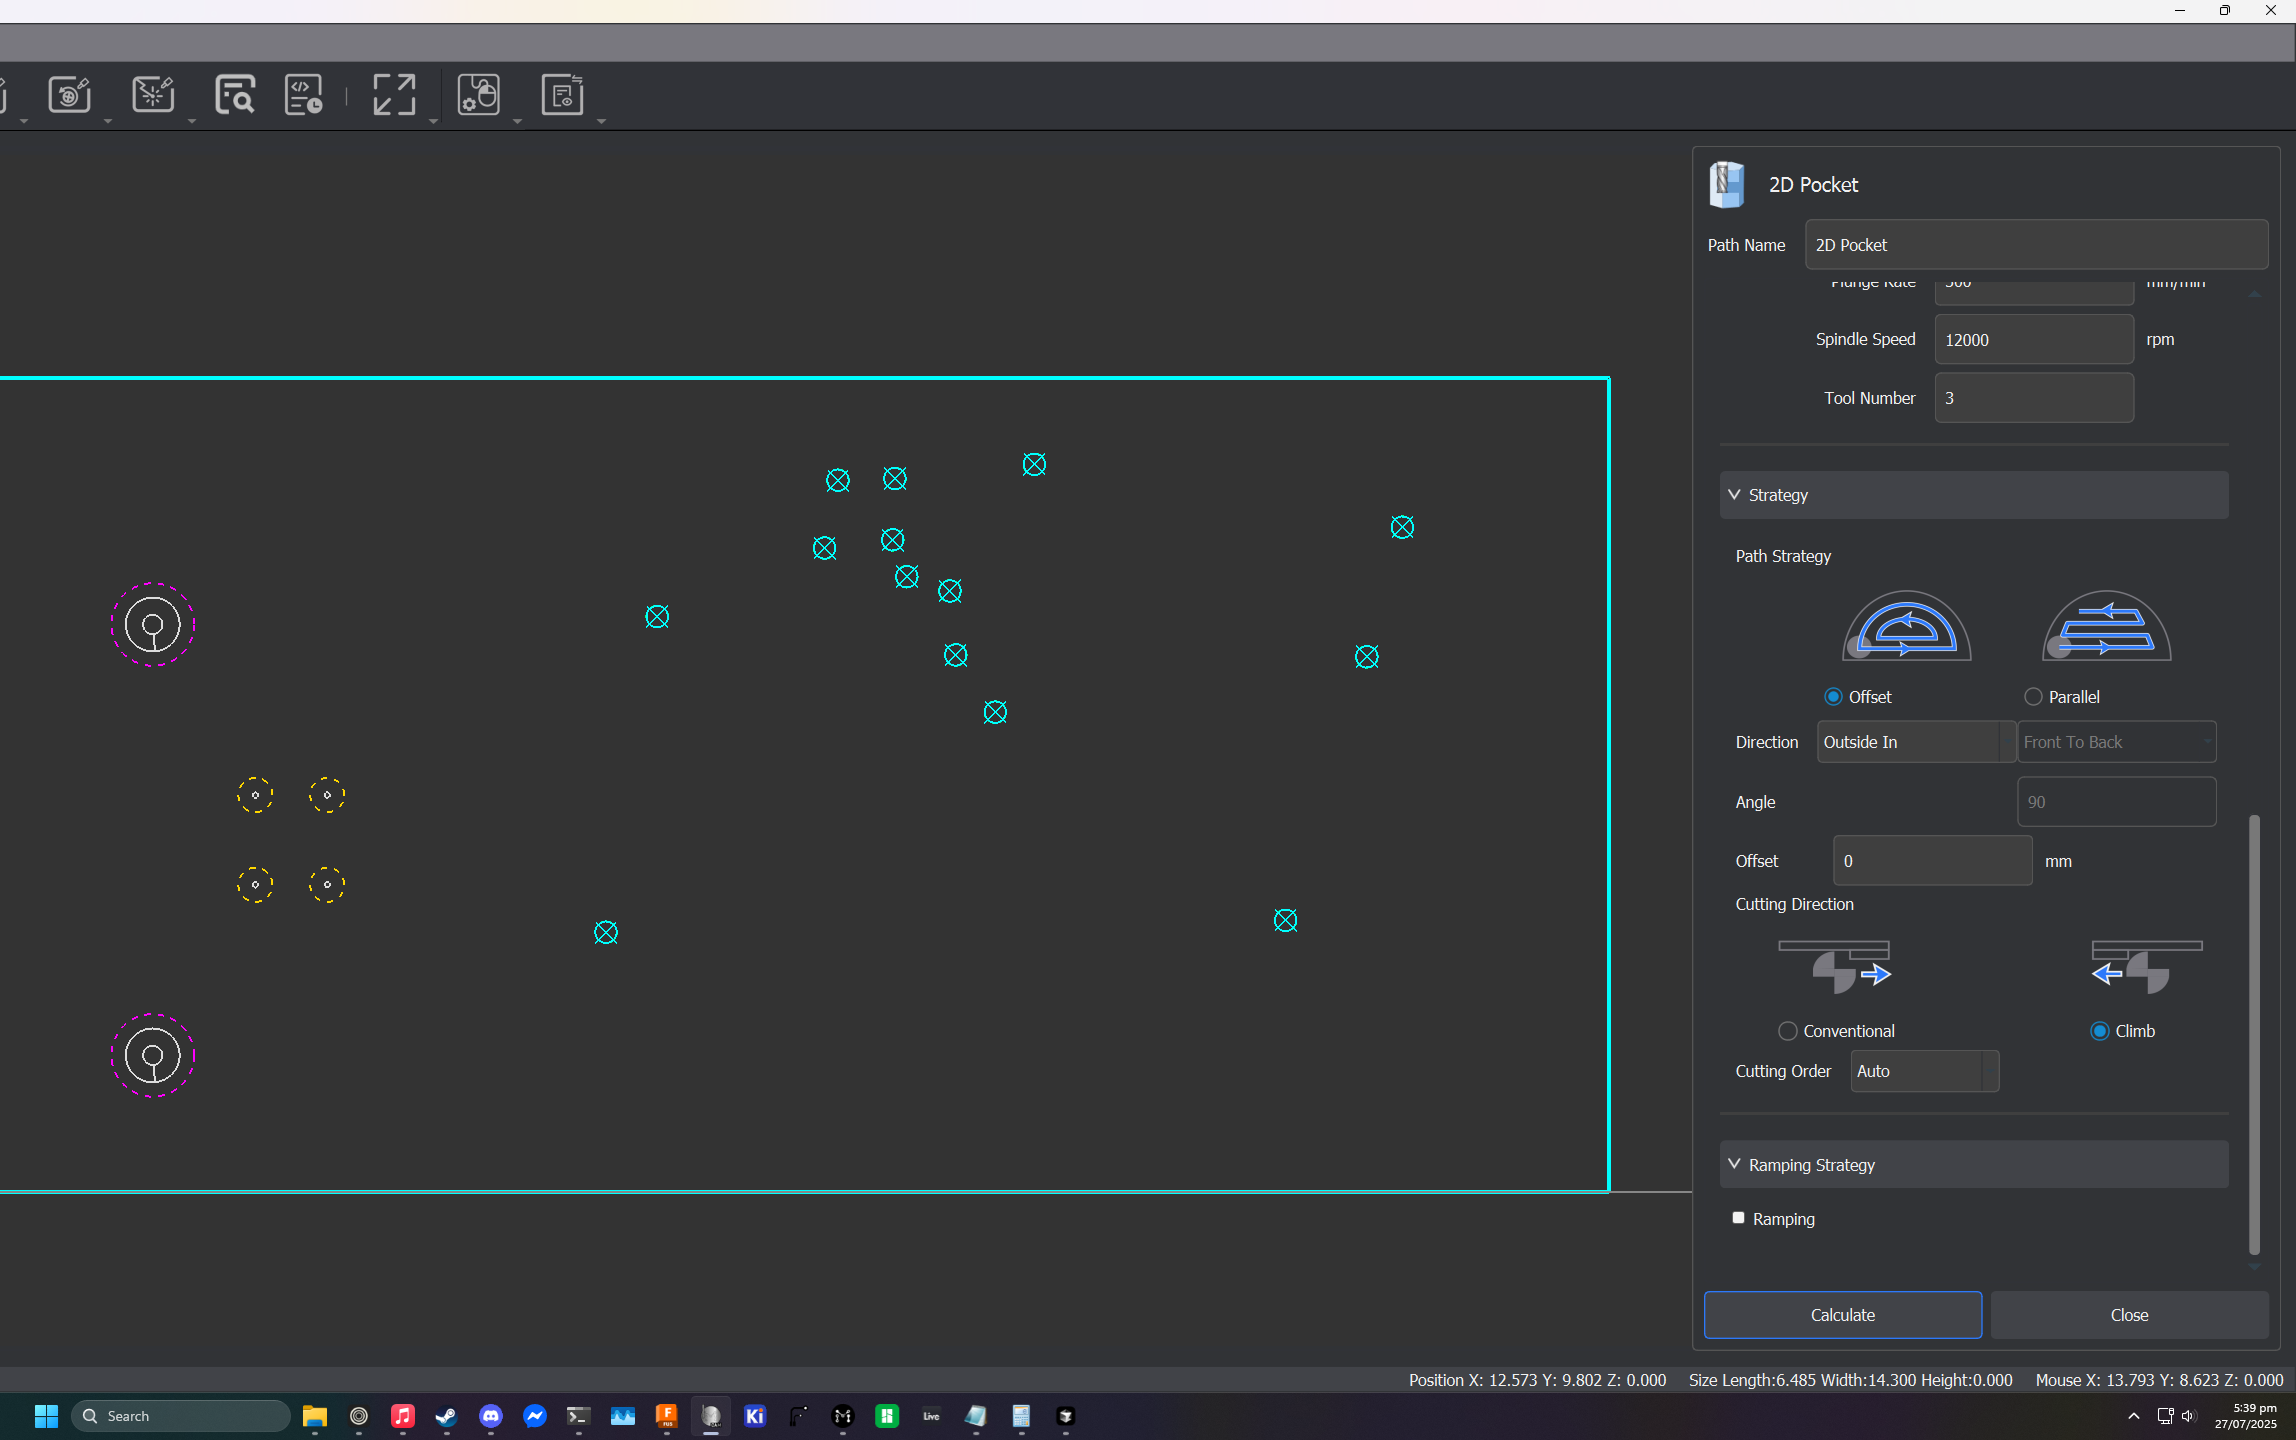 2D Pocket
Path Name 2D Pocket
Plunge Rate 500 mm/min
Spindle Speed 12000 rpm
Tool Number 3
Strategy
Path Strategy
Offset Parallel
Direction Outside In Front To Back
Angle 90
Offset 0 mm
Cutting Direction
Conventional Climb
Cutting Order Auto
Ramping Strategy
Ramping
Calculate Close
Position X: 12.573 Y: 9.802 Z: 0.000 Size Length:6.485 Width:14.300 Height:0.000 Mouse X: 13.793 Y: 8.623 Z: 0.000
Search
Ki
Live
5:39 pm
27/07/2025